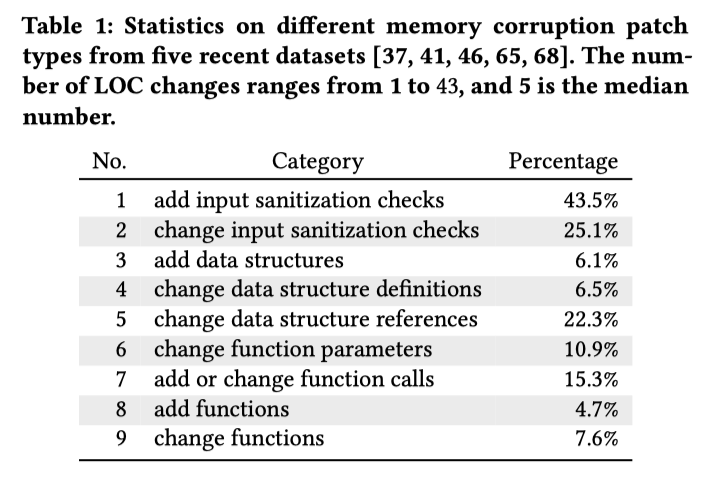 Table 1: Statistics on different memory corruption patch
types from five recent datasets [37, 41, 46, 65, 68]. The num-
ber of LOC changes ranges from 1 to 43, and 5 is the median
number.
No. Category Percentage
1 add input sanitization checks 43.5%
2 change input sanitization checks 25.1%
3 add data structures 6.1%
4 change data structure definitions 6.5%
5 change data structure references 22.3%
6 change function parameters 10.9%
7 add or change function calls 15.3%
8 add functions 4.7%
9 change functions 7.6%